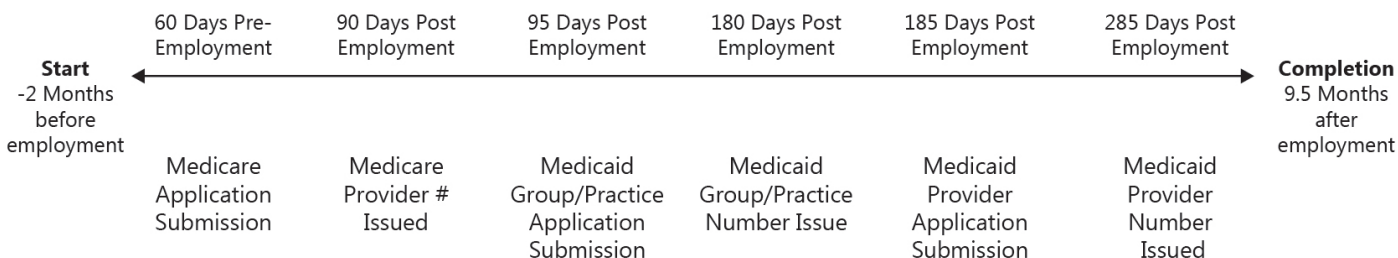 60 Days Pre-
Employment
90 Days Post
Employment
95 Days Post
Employment
180 Days Post
Employment
185 Days Post
Employment
285 Days Post
Employment
Start
-2 Months
before
employment
Completion
9.5 Months
after
employment
Medicare
Application
Submission
Medicare
Provider #
Issued
Medicaid
Group/Practice
Application
Submission
Medicaid
Group/Practice
Number Issue
Medicaid
Provider
Application
Submission
Medicaid
Provider
Number
Issued